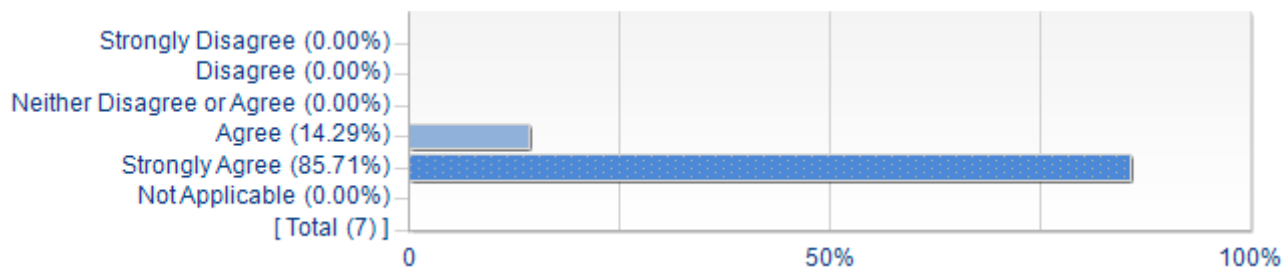 Strongly Disagree (0.00%)
Disagree (0.00%)
Neither Disagree or Agree (0.00%)
Agree (14.29%)
Strongly Agree (85.71%)
Not Applicable (0.00%)
[ Total (7) ]
0 50% 100%